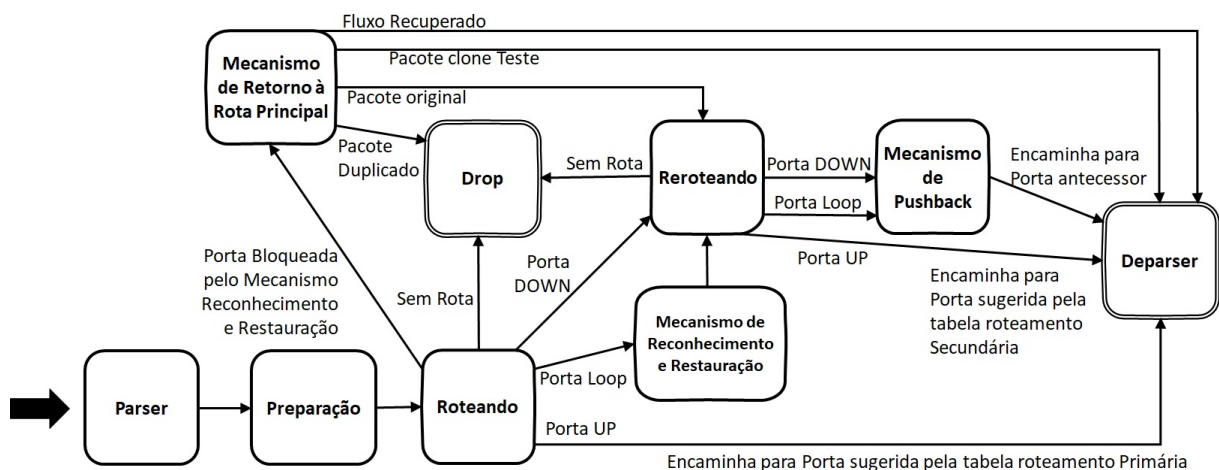 Fluxo Recuperado
Pacote clone Teste
Mecanismo
de Retorno à
Rota Principal
Pacote original
Pacote
Duplicado
Drop
Sem Rota
Reroteando
Porta DOWN
Porta Loop
Mecanismo
de
Pushback
Encaminha para
Porta antecessor
Deparser
Porta UP
Encaminha para
Porta sugerida pela
tabela roteamento
Secundária
Porta Bloqueada
pelo Mecanismo
Reconhecimento
e Restauração
Sem Rota
Porta
DOWN
Mecanismo de
Reconhecimento
e Restauração
Porta Loop
Parser
Preparação
Roteando
Porta UP
Encaminha para Porta sugerida pela tabela roteamento Primária